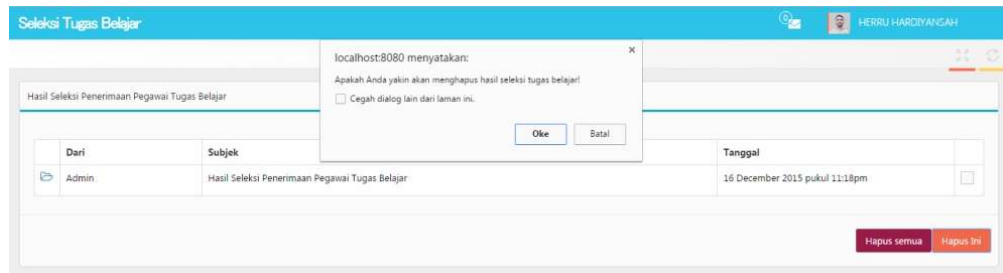 Seleksi Tugas Belajar
0
HERRU HARDIYANSAH
localhost:8080 menyatakan:
Apakah Anda yakin akan menghapus hasil seleksi tugas belajar!
Cegah dialog lain dari laman ini.
Oke Batal
Hasil Seleksi Penerimaan Pegawai Tugas Belajar
Dari Subjek Tanggal
Admin Hasil Seleksi Penerimaan Pegawai Tugas Belajar 16 December 2015 pukul 11:18pm
Hapus semua Hapus Ini